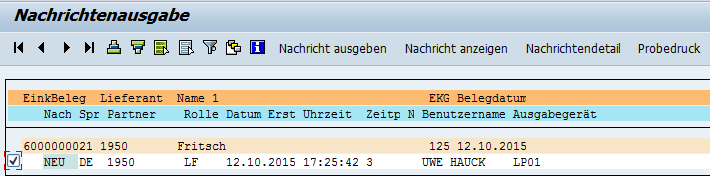 Nachrichtenausgabe
Nachricht ausgeben Nachricht anzeigen Nachrichtendetail Probedruck
EinkBeleg Lieferant Name 1 EKG Belegdatum
Nach Spr Partner Rolle Datum Erst Uhrzeit Zeitp N Benutzername Ausgabegerät
6000000021 1950 Fritsch 125 12.10.2015
NEU DE 1950 LF 12.10.2015 17:25:42 3 UWE HAUCK LP01